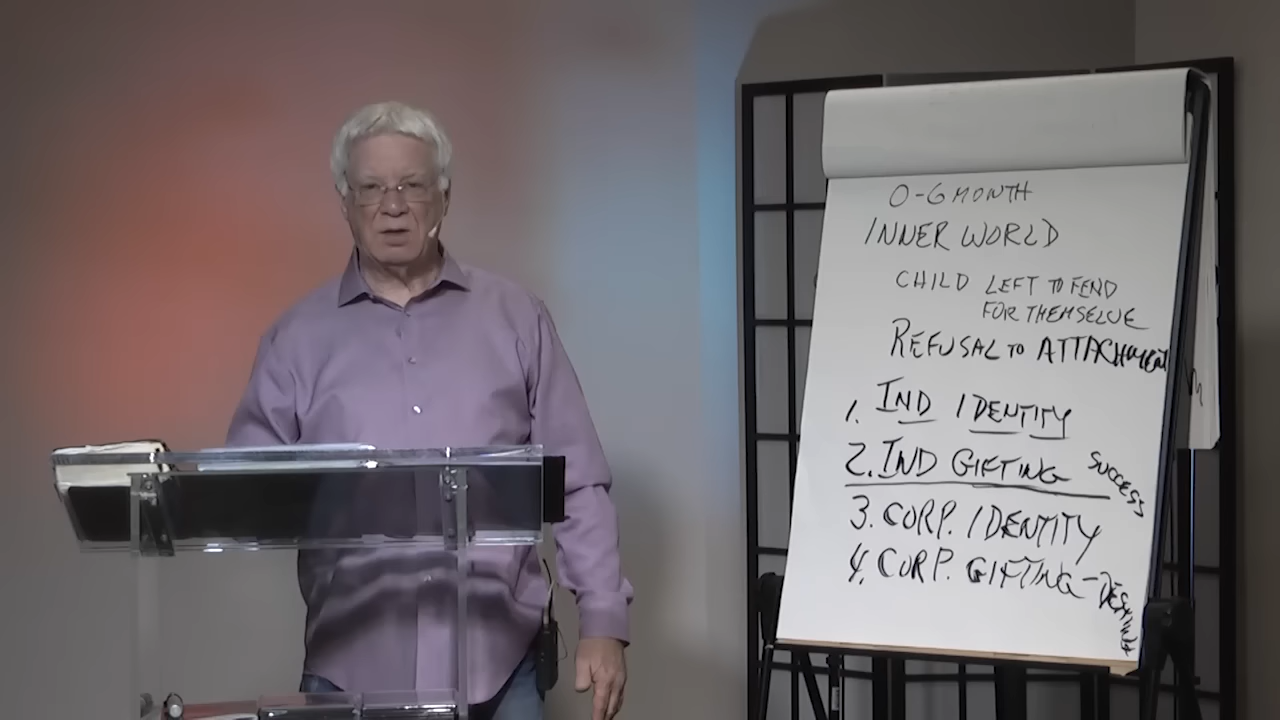 0-6 MONTH
INNER WORLD
CHILD LEFT TO FEND
FOR THEMSELVE
REFUSAL TO ATTACHMENT
1. IND IDENTITY
2. IND GIFTING SUCCESS
3. CORP. IDENTITY
4. CORP. GIFTING - DESTINY